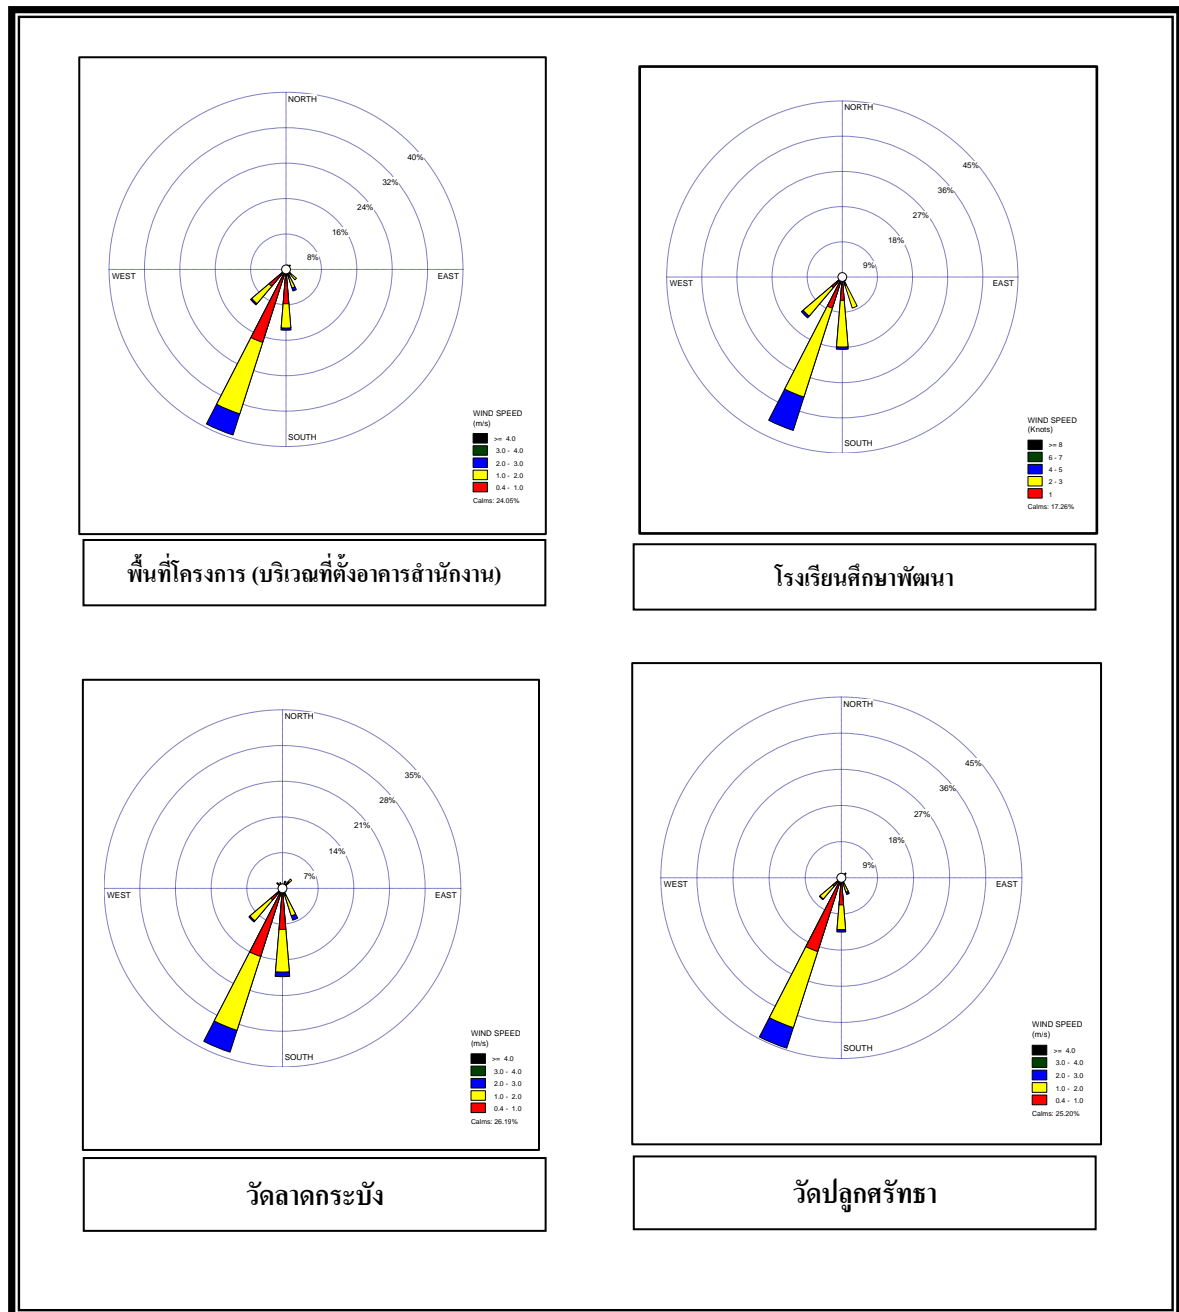 NORTH
40%
32%
24%
16%
8%
WEST
EAST
SOUTH
WIND SPEED
(m/s)
>= 4.0
3.0 - 4.0
2.0 - 3.0
1.0 - 2.0
0.4 - 1.0
Calms: 24.05%
พื้นที่โครงการ (บริเวณที่ตั้งอาคารสำนักงาน)
NORTH
45%
36%
27%
18%
9%
WEST
EAST
SOUTH
WIND SPEED
(Knots)
>= 8
6 - 7
4 - 5
2 - 3
1
Calms: 17.26%
โรงเรียนศึกษาพัฒนา
NORTH
35%
28%
21%
14%
7%
WEST
EAST
SOUTH
WIND SPEED
(m/s)
>= 4.0
3.0 - 4.0
2.0 - 3.0
1.0 - 2.0
0.4 - 1.0
Calms: 26.19%
วัดลาดกระบัง
NORTH
45%
36%
27%
18%
9%
WEST
EAST
SOUTH
WIND SPEED
(m/s)
>= 4.0
3.0 - 4.0
2.0 - 3.0
1.0 - 2.0
0.4 - 1.0
Calms: 25.20%
วัดปลูกศรัทธา